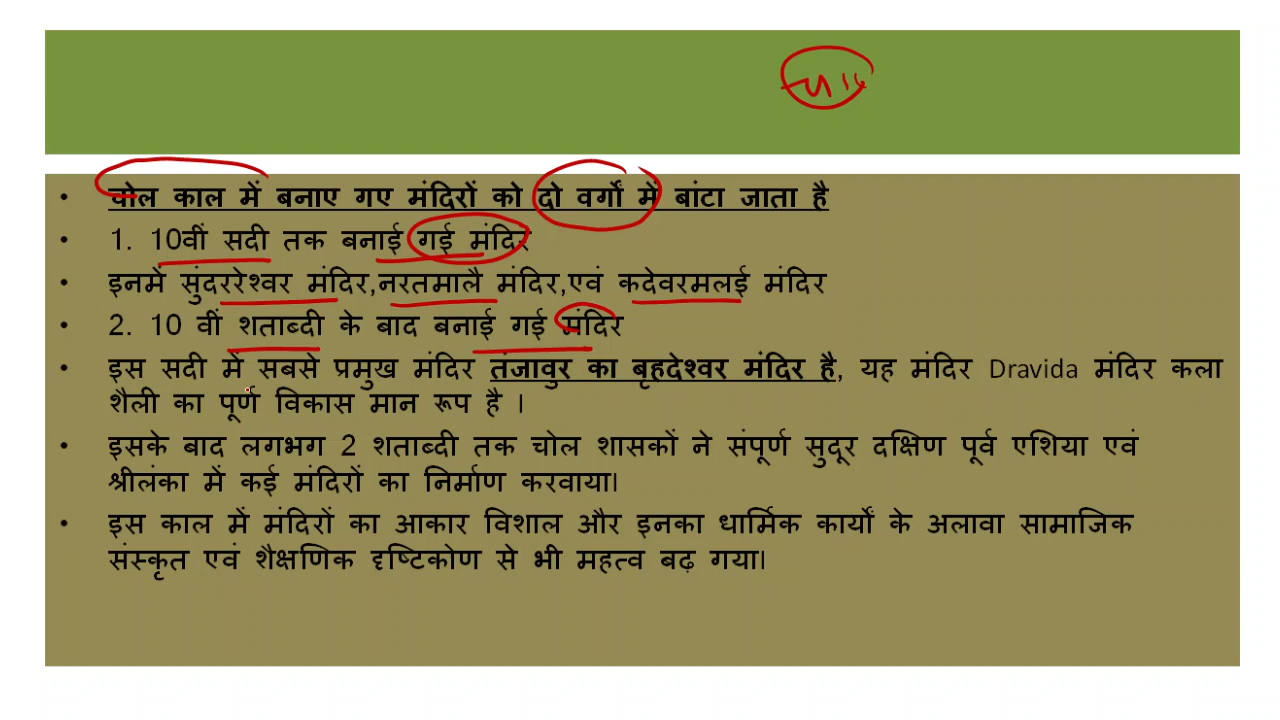 • चोल काल में बनाए गए मंदिरों को दो वर्गों में बांटा जाता है
• 1. 10वीं सदी तक बनाई गई मंदिर
• इनमें सुंदररेश्वर मंदिर,नरतमालै मंदिर,एवं कदेवरमलई मंदिर
• 2. 10 वीं शताब्दी के बाद बनाई गई मंदिर
• इस सदी में सबसे प्रमुख मंदिर तंजावुर का बृहदेश्वर मंदिर है, यह मंदिर Dravida मंदिर कला
शैली का पूर्ण विकास मान रूप है ।
• इसके बाद लगभग 2 शताब्दी तक चोल शासकों ने संपूर्ण सुदूर दक्षिण पूर्व एशिया एवं
श्रीलंका में कई मंदिरों का निर्माण करवाया।
• इस काल में मंदिरों का आकार विशाल और इनका धार्मिक कार्यों के अलावा सामाजिक
संस्कृत एवं शैक्षणिक दृष्टिकोण से भी महत्व बढ़ गया।